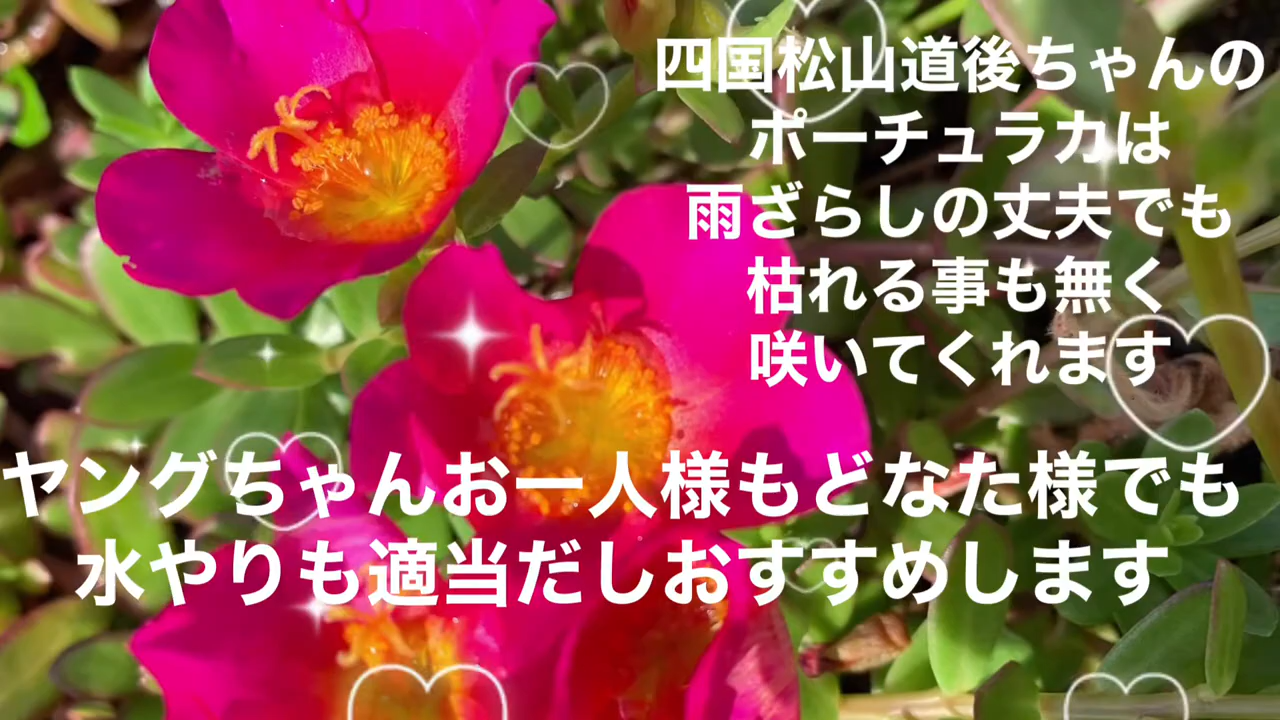 四国松山道後ちゃんの
ポーチュラカは
雨ざらしの丈夫でも
枯れる事も無く
咲いてくれます
ヤングちゃんお一人様もどなた様でも
水やりも適当だしおすすめします